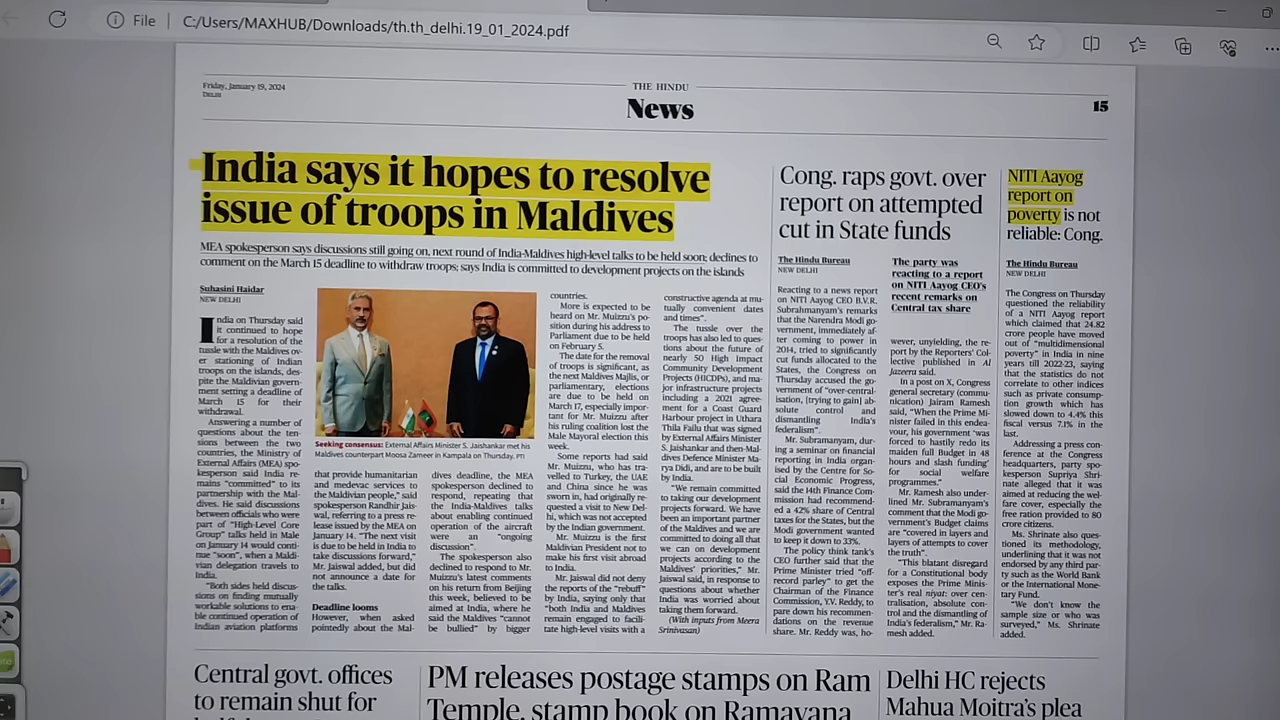 File
C:/Users/MAXHUB/Downloads/th.th_delhi.19_01_2024.pdf
Friday, January 19, 2024
DELHI
THE HINDU
News
15
India says it hopes to resolve
issue of troops in Maldives
MEA spokesperson says discussions still going on, next round of India-Maldives high-level talks to be held soon; declines to
comment on the March 15 deadline to withdraw troops; says India is committed to development projects on the islands
Suhasini Haidar
NEW DELHI
India on Thursday said
it continued to hope
for a resolution of the
tussle with the Maldives ov-
er stationing of Indian
troops on the islands, des-
pite the Maldivian govern-
ment setting a deadline of
March 15 for their
withdrawal.
Answering a number of
questions about the ten-
sions between the two
countries, the Ministry of
External Affairs (MEA) spo-
kesperson said India re-
mains “committed” to its
partnership with the Mal-
dives. He said discussions
between officials who were
part of “High-Level Core
Group” talks held in Male
on January 14 would conti-
nue “soon”, when a Maldi-
vian delegation travels to
India.
“Both sides held discus-
sions on finding mutually
workable solutions to ena-
ble continued operation of
Indian aviation platforms
Seeking consensus: External Affairs Minister S. Jaishankar met his
Maldives counterpart Moosa Zameer in Kampala on Thursday. PTI
that provide humanitarian
and medevac services to
the Maldivian people,” said
spokesperson Randhir Jais-
wal, referring to a press re-
lease issued by the MEA on
January 14. “The next visit
is due to be held in India to
take discussions forward,”
Mr. Jaiswal added, but did
not announce a date for
the talks.
Deadline looms
However, when asked
pointedly about the Mal-
dives deadline, the MEA
spokesperson declined to
respond, repeating that
the India-Maldives talks
about enabling continued
operation of the aircraft
were an “ongoing
discussion”.
The spokesperson also
declined to respond to Mr.
Muizzu’s latest comments
on his return from Beijing
this week, believed to be
aimed at India, where he
said the Maldives “cannot
be bullied” by bigger
countries.
More is expected to be
heard on Mr. Muizzu’s po-
sition during his address to
Parliament due to be held
on February 5.
The date for the removal
of troops is significant, as
the next Maldives Majlis, or
parliamentary, elections
are due to be held on
March 17, especially impor-
tant for Mr. Muizzu after
his ruling coalition lost the
Male Mayoral election this
week.
Some reports had said
Mr. Muizzu, who has tra-
velled to Turkey, the UAE
and China since he was
sworn in, had originally re-
quested a visit to New Del-
hi, which was not accepted
by the Indian government.
Mr. Muizzu is the first
Maldivian President not to
make his first visit abroad
to India.
Mr. Jaiswal did not deny
the reports of the “rebuff”
by India, saying only that
“both India and Maldives
remain engaged to facili-
tate high-level visits with a
constructive agenda at mu-
tually convenient dates
and times”.
The tussle over the
troops has also led to ques-
tions about the future of
nearly 50 High Impact
Community Development
Projects (HICDPs), and ma-
jor infrastructure projects
including a 2021 agree-
ment for a Coast Guard
Harbour project in Uthara
Thila Falhu that was signed
by External Affairs Minister
S Jaishankar and then-Mal-
dives Defence Minister Ma-
rya Didi, and are to be built
by India.
“We remain committed
to taking our development
projects forward. We have
been an important partner
of the Maldives and we are
committed to doing all that
we can on development
projects according to the
Maldives’ priorities,” Mr.
Jaiswal said, in response to
questions about whether
India was worried about
taking them forward.
(With inputs from Meera
Srinivasan)
Cong. raps govt. over
report on attempted
cut in State funds
The Hindu Bureau
NEW DELHI
Reacting to a news report
on NITI Aayog CEO B.V.R.
Subrahmanyam’s remarks
that the Narendra Modi go-
vernment, immediately af-
ter coming to power in
2014, tried to significantly
cut funds allocated to the
States, the Congress on
Thursday accused the go-
vernment of “over-central-
isation, [trying to gain] ab-
solute control and
dismantling India’s
federalism”.
Mr. Subramanyam, dur-
ing a seminar on financial
reporting in India organ-
ised by the Centre for So-
cial Economic Progress,
said the 14th Finance Com-
mission had recommend-
ed a 42% share of Central
taxes for the States, but the
Modi government wanted
to keep it down to 33%.
The policy think tank’s
CEO further said that the
Prime Minister tried “off-
record parley” to get the
Chairman of the Finance
Commission, Y.V. Reddy, to
pare down his recommen-
dations on the revenue
share. Mr. Reddy was, ho-
The party was
reacting to a report
on NITI Aayog CEO’s
recent remarks on
Central tax share
wever, unyielding, the re-
port by the Reporters’ Col-
lective published in Al
Jazeera said.
In a post on X, Congress
general secretary (commu-
nication) Jairam Ramesh
said, “When the Prime Mi-
nister failed in this endea-
vour, his government ‘was
forced to hastily redo its
maiden full Budget in 48
hours and slash funding’
for social welfare
programmes.”
Mr. Ramesh also under-
lined Mr. Subramanyam’s
comment that the Modi go-
vernment’s Budget claims
are “covered in layers and
layers of attempts to cover
the truth”.
“This blatant disregard
for a Constitutional body
exposes the Prime Minis-
ter’s real niyat: over cen-
tralisation, absolute con-
trol and the dismantling of
India’s federalism,” Mr. Ra-
mesh added.
NITI Aayog
report on
poverty is not
reliable: Cong.
The Hindu Bureau
NEW DELHI
The Congress on Thursday
questioned the reliability
of a NITI Aayog report
which claimed that 24.82
crore people have moved
out of “multidimensional
poverty” in India in nine
years till 2022-23, saying
that the statistics do not
correlate to other indices
such as private consump-
tion growth which has
slowed down to 4.4% this
fiscal versus 7.1% in the
last.
Addressing a press con-
ference at the Congress
headquarters, party spo-
kesperson Supriya Shri-
nate alleged that it was
aimed at reducing the wel-
fare cover, especially the
free ration provided to 80
crore citizens.
Ms. Shrinate also ques-
tioned its methodology,
underlining that it was not
endorsed by any third par-
ty such as the World Bank
or the International Mone-
tary Fund.
“We don’t know the
sample size or who was
surveyed,” Ms. Shrinate
added.
Central govt. offices
to remain shut for
PM releases postage stamps on Ram
Temple, stamp book on Ramayana
Delhi HC rejects
Mahua Moitra’s plea